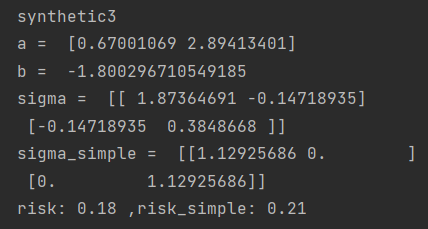 synthetic3
a =  [0.67001069 2.89413401]
b =  -1.800296710549185
sigma =  [[ 1.87364691 -0.14718935]
 [-0.14718935  0.3848668 ]]
sigma_simple =  [[1.12925686 0.        ]
 [0.         1.12925686]]
risk: 0.18 ,risk_simple: 0.21